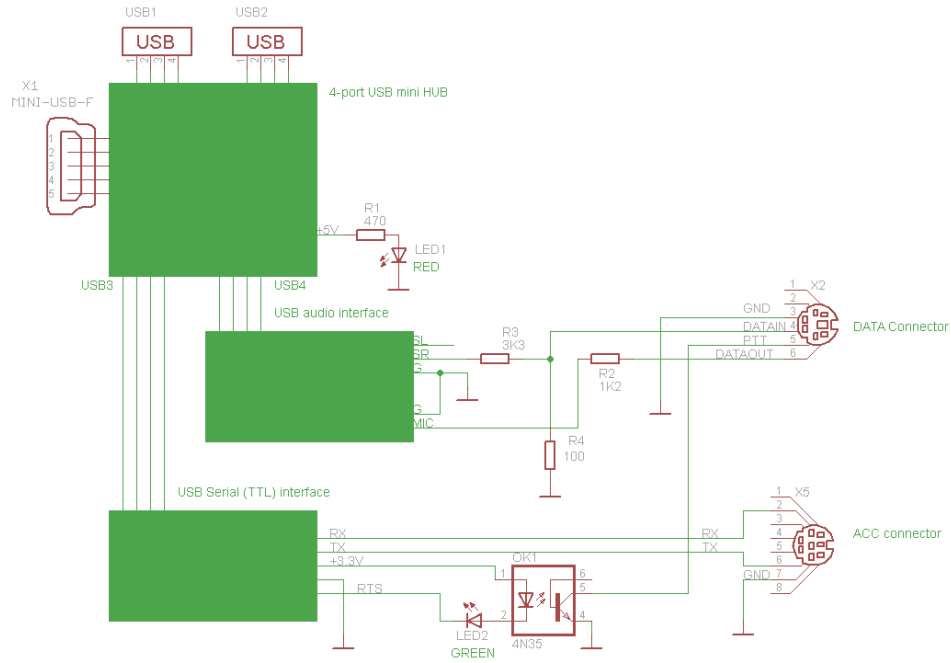 USB1
USB2
USB
USB
1 2 3 4
1 2 3 4
X1
MINI-USB-F
4-port USB mini HUB
1
2
3
4
5
R1
470
+5V
LED1
RED
USB3
USB4
USB audio interface
SL
SR
G
G
MIC
R3
3K3
R2
1K2
R4
100
1
X2
2
GND
3
DATAIN
4
PTT
5
DATAOUT
6
DATA Connector
USB Serial (TTL) interface
RX
TX
+3.3V
RTS
LED2
GREEN
OK1
1
2
6
5
4
4N35
RX
TX
GND
1
X5
2
3
4
5
6
7
8
ACC connector